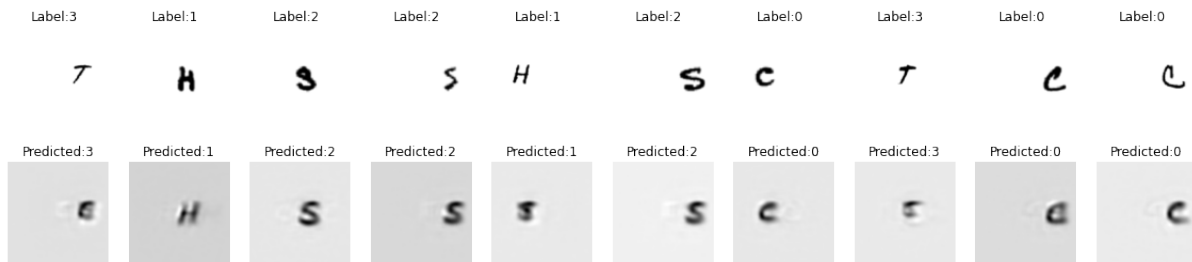 Label:3 Label:1 Label:2 Label:2 Label:1 Label:2 Label:0 Label:3 Label:0 Label:0
T H S S H S C T C C
Predicted:3 Predicted:1 Predicted:2 Predicted:2 Predicted:1 Predicted:2 Predicted:0 Predicted:3 Predicted:0 Predicted:0
H S S S C C C